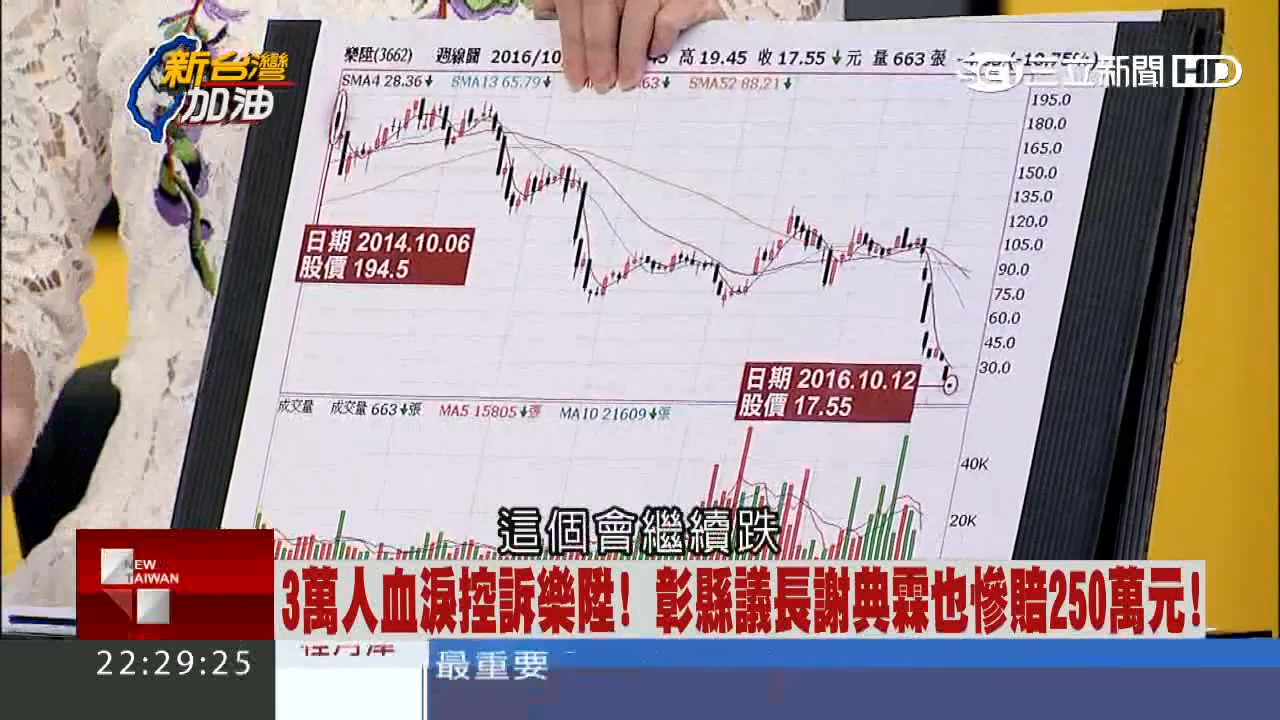 新台灣
加油
樂陞(3662) 週線圖 2016/10 高 19.45 收 17.55↓元 量 663 張
三立新聞 HD
SMA4 28.36↓ SMA13 65.79↓ SMA52 88.21↓
195.0
180.0
165.0
150.0
135.0
120.0
105.0
90.0
75.0
60.0
45.0
30.0
日期 2014.10.06
股價 194.5
日期 2016.10.12
股價 17.55
成交量 成交量 663↓張 MA5 15805↓張 MA10 21609↓張
40K
20K
這個會繼續跌
NEW
TAIWAN
3萬人血淚控訴樂陞! 彰縣議長謝典霖也慘賠250萬元!
22:29:25
最重要